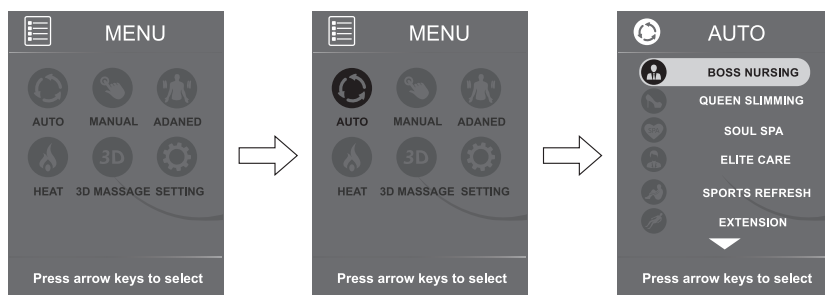 MENU
AUTO MANUAL ADANED
3D
HEAT 3D MASSAGE SETTING
Press arrow keys to select
MENU
AUTO MANUAL ADANED
3D
HEAT 3D MASSAGE SETTING
Press arrow keys to select
AUTO
BOSS NURSING
QUEEN SLIMMING
SOUL SPA
ELITE CARE
SPORTS REFRESH
EXTENSION
Press arrow keys to select